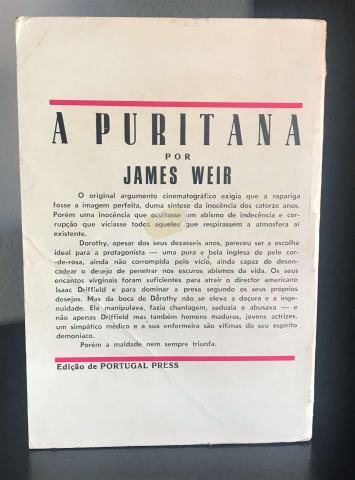 A PURITANA
POR
JAMES WEIR
O original argumento cinematográfico exigia que a rapariga
fosse a imagem perfeita, duma síntese da inocência dos catorze anos.
Porém uma inocência que ocultasse um abismo de indecência e cor-
rupção que viciasse todos aqueles que respirassem a atmosfera aí
existente.
Dorothy, apesar dos seus dezasseis anos, pareceu ser a escolha
ideal para a protagonista — uma pura e bela inglesa de pele cor-
-de-rosa, ainda não corrompida pelo vício, ainda capaz de desen-
cadear o desejo de penetrar nos escuros abismos da vida. Os seus
encantos virginais foram suficientes para atrair o director americano
Isaac Driffield e para dominar a presa segundo os seus próprios
desejos. Mas da boca de Dorothy não se eleva a doçura e a inge-
nuidade. Ela manipulava, fazia chantagem, seduzia e abusava — e
não apenas Driffield mas também homens maduros, jovens actrizes,
um simpático médico e a sua enfermeira são vítimas do seu espírito
demoníaco.
Porém a maldade nem sempre triunfa.
Edição de PORTUGAL PRESS